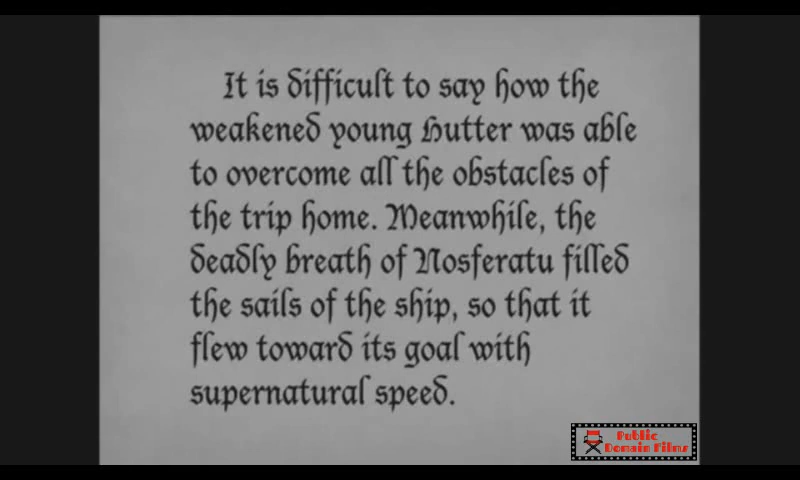 It is difficult to say how the
weakened young Hutter was able
to overcome all the obstacles of
the trip home. Meanwhile, the
deadly breath of Nosferatu filled
the sails of the ship, so that it
flew toward its goal with
supernatural speed.
Public
Domain Films